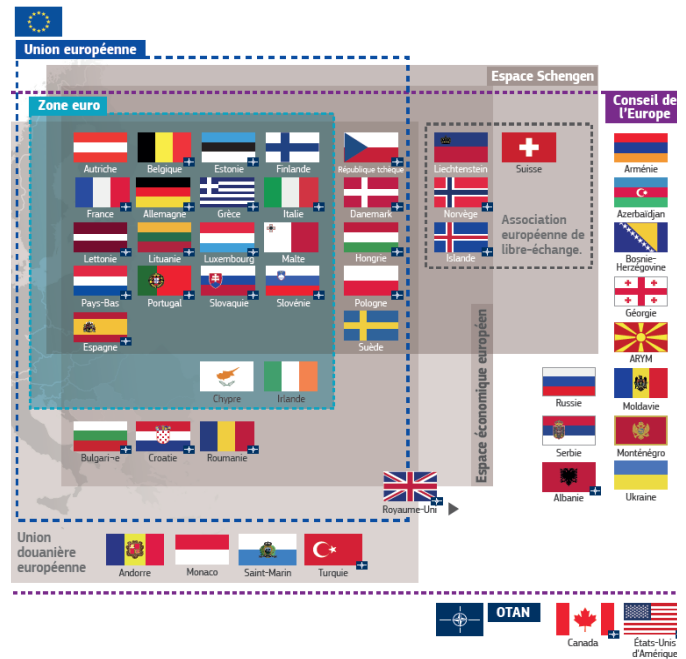 Union européenne
Espace Schengen
Zone euro
Conseil de
l'Europe
Autriche
Belgique
Estonie
Finlande
République tchèque
Liechtenstein
Suisse
Arménie
France
Allemagne
Grèce
Italie
Danemark
Norvège
Azerbaïdjan
Association
européenne de
libre-échange.
Lettonie
Lituanie
Luxembourg
Malte
Hongrie
Islande
Bosnie-
Herzégovine
Pays-Bas
Portugal
Slovaquie
Slovénie
Pologne
Géorgie
Espagne
Suède
Espace économique européen
ARYM
Chypre
Irlande
Russie
Moldavie
Bulgari-e
Croatie
Roumanie
Serbie
Monténégro
Royaume-Uni
Albanie
Ukraine
Union
douanière
européenne
Andorre
Monaco
Saint-Marin
Turquie
OTAN
Canada
États-Unis
d'Amérique